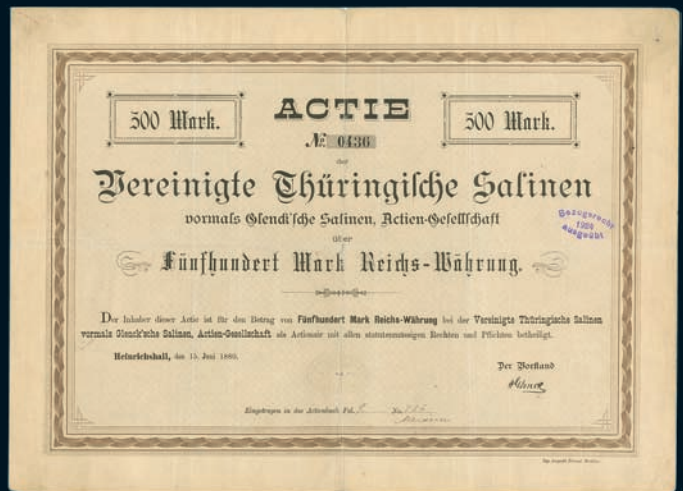 ACTIE
500 Mark.
500 Mark.
№ 0436
der
Vereinigte Thüringische Salinen
vormals Glenck'sche Salinen, Actien-Gesellschaft
über
Fünfhundert Mark Reichs-Währung.
Bezugsrecht
ausgeübt
Der Inhaber dieser Actie ist für den Betrag von Fünfhundert Mark Reichs-Währung bei der Vereinigte Thüringische Salinen
vormals Glenck'sche Salinen, Actien-Gesellschaft als Actionair mit allen statutenmässigen Rechten und Pflichten betheiligt.
Heinrichshall, den 15. Juni 1889.
Der Vorstand
Eingetragen in das Actienbuch Fol. No.